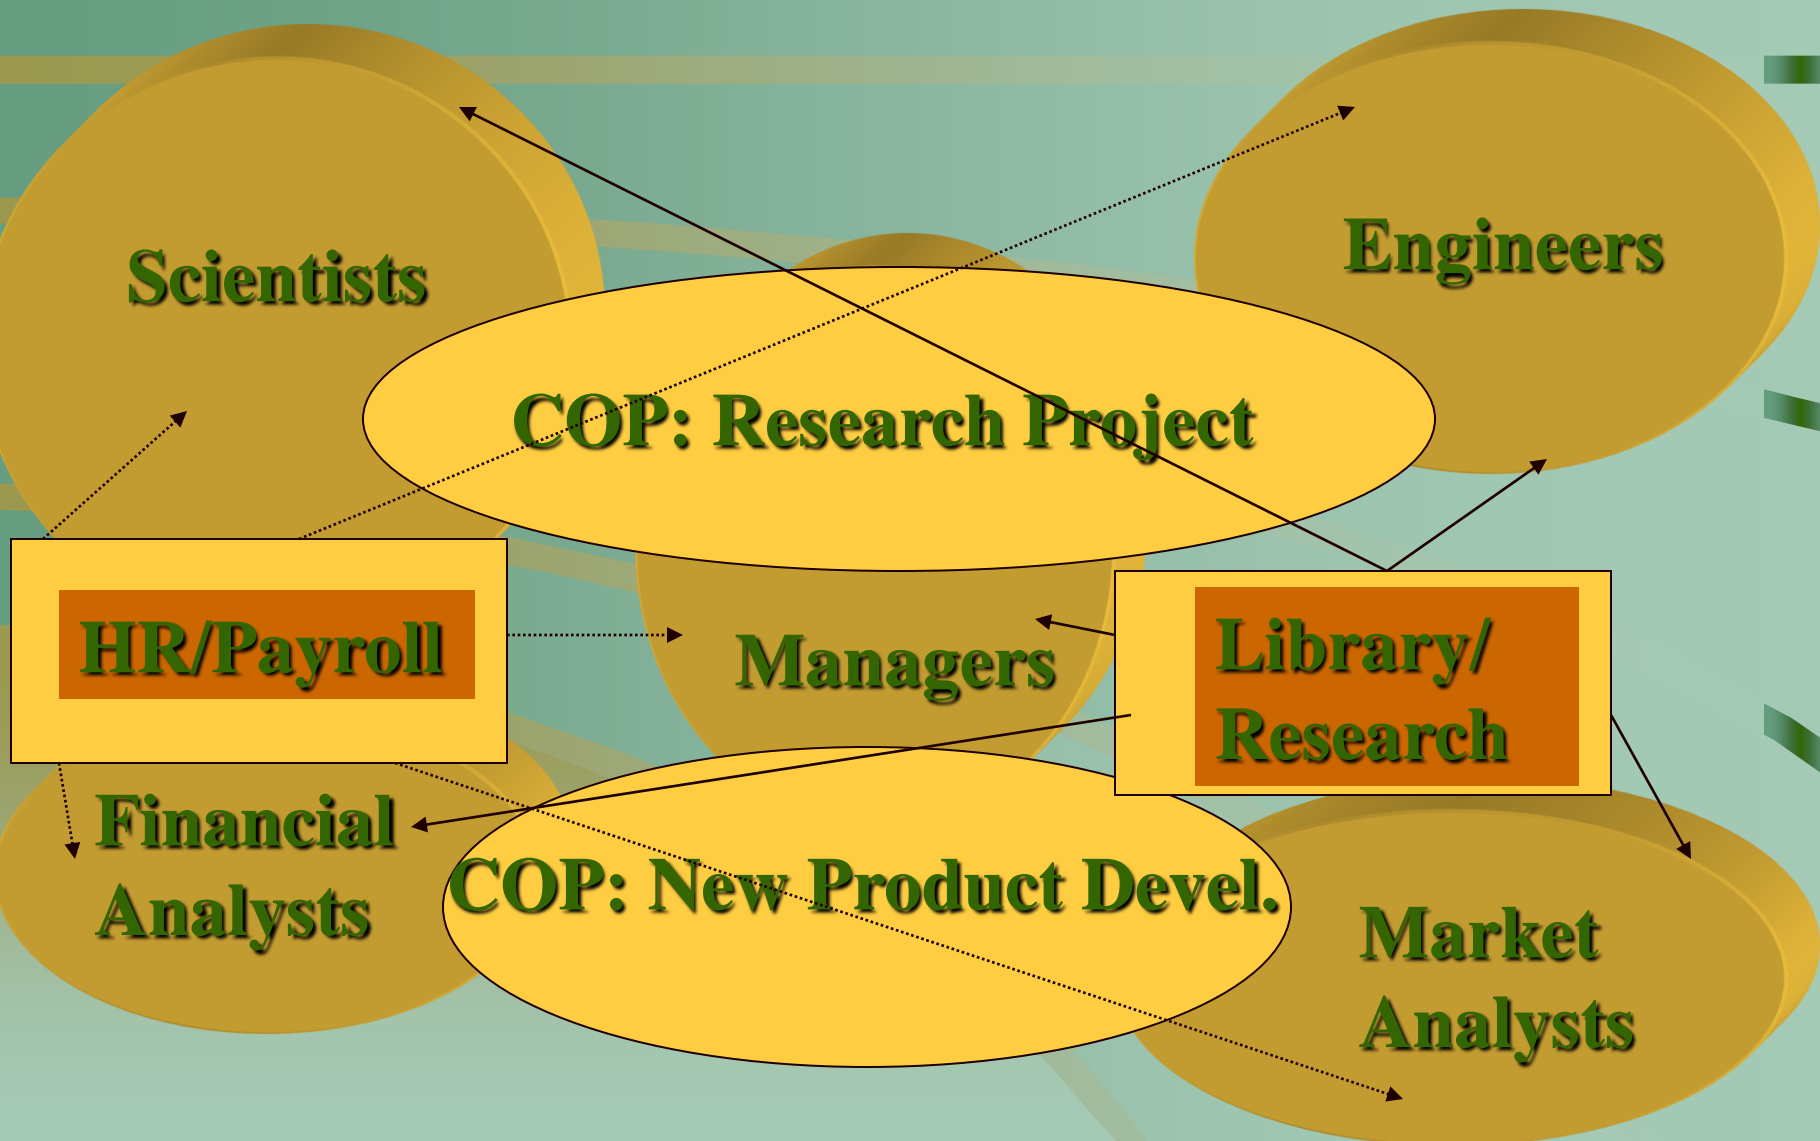 Scientists
Engineers
COP: Research Project
HR/Payroll
Managers
Library/
Research
Financial
Analysts
COP: New Product Devel.
Market
Analysts